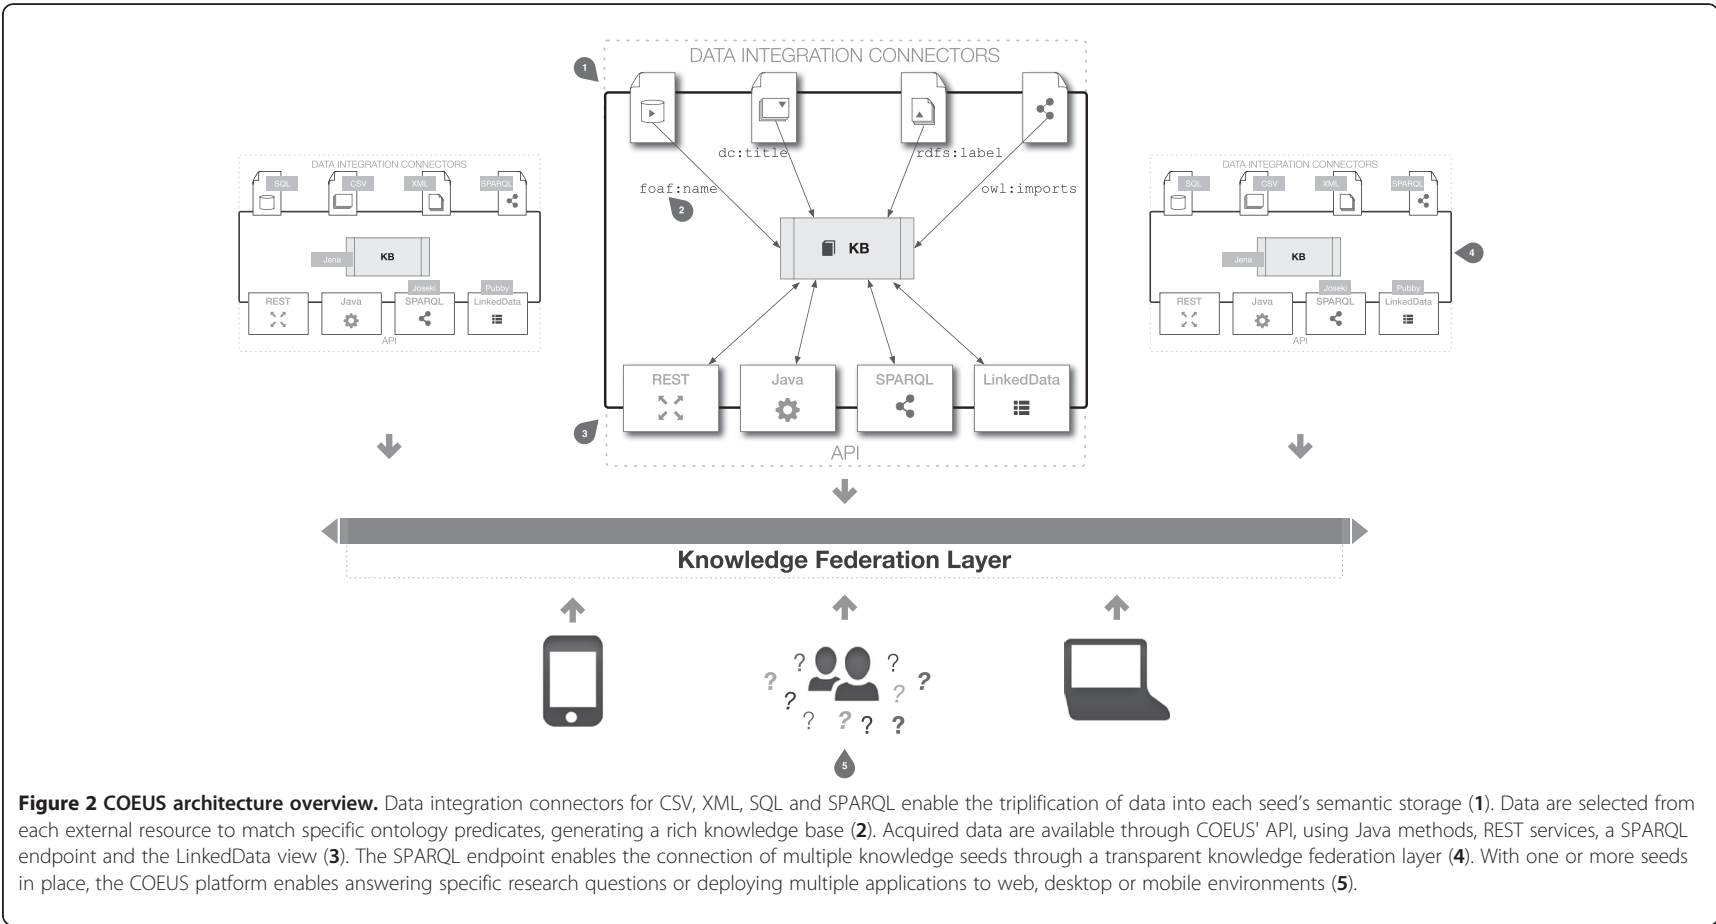 DATA INTEGRATION CONNECTORS
1
dc:title
rdfs:label
foaf:name
owl:imports
2
KB
REST
Java
SPARQL
LinkedData
3
API
DATA INTEGRATION CONNECTORS
SQL
CSV
XML
SPARQL
Jena
KB
Joseki
Pubby
REST
Java
SPARQL
LinkedData
API
DATA INTEGRATION CONNECTORS
SQL
CSV
XML
SPARQL
Jena
KB
4
Joseki
Pubby
REST
Java
SPARQL
LinkedData
API
Knowledge Federation Layer
? ? ? ? ? ? ? ? ? ?
5
Figure 2 COEUS architecture overview. Data integration connectors for CSV, XML, SQL and SPARQL enable the triplification of data into each seed's semantic storage (1). Data are selected from
each external resource to match specific ontology predicates, generating a rich knowledge base (2). Acquired data are available through COEUS' API, using Java methods, REST services, a SPARQL
endpoint and the LinkedData view (3). The SPARQL endpoint enables the connection of multiple knowledge seeds through a transparent knowledge federation layer (4). With one or more seeds
in place, the COEUS platform enables answering specific research questions or deploying multiple applications to web, desktop or mobile environments (5).